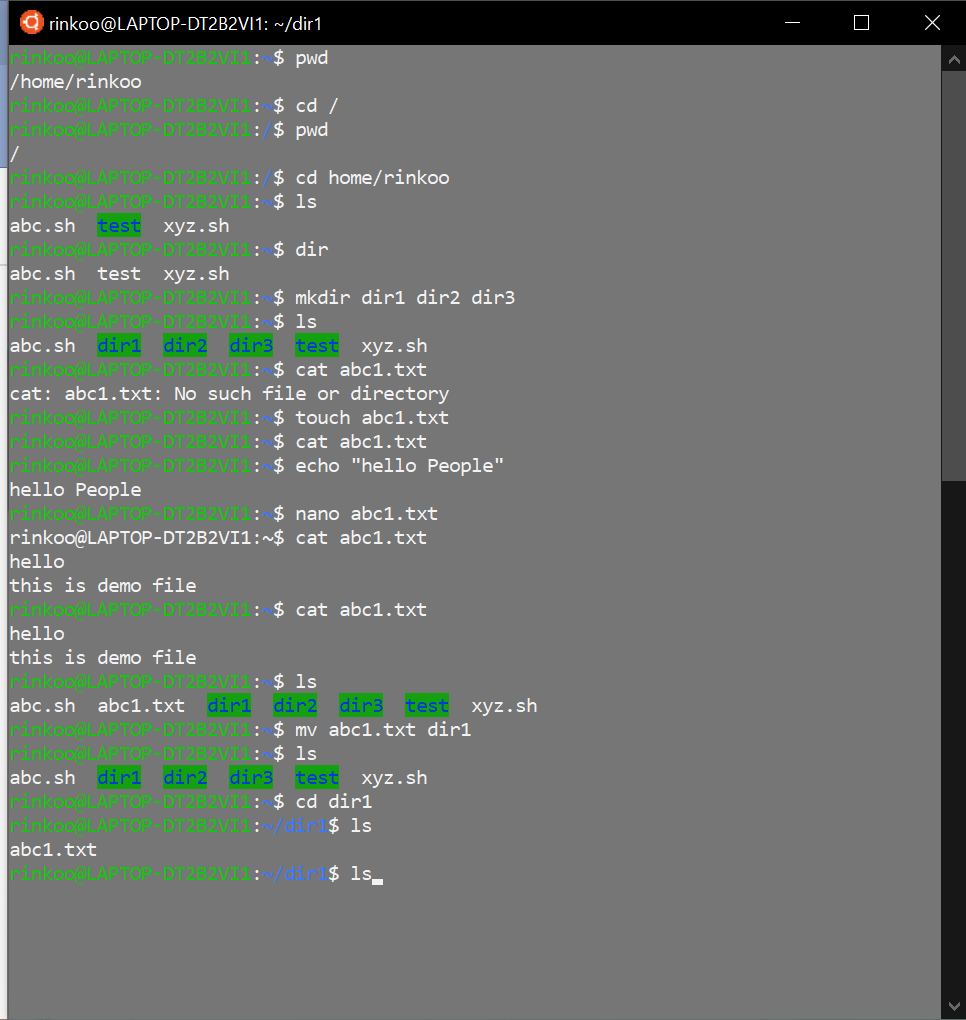 rinkoo@LAPTOP-DT2B2VI1: ~/dir1
rinkoo@LAPTOP-DT2B2VI1:~$ pwd
/home/rinkoo
rinkoo@LAPTOP-DT2B2VI1:~$ cd /
rinkoo@LAPTOP-DT2B2VI1:/$ pwd
/
rinkoo@LAPTOP-DT2B2VI1:/$ cd home/rinkoo
rinkoo@LAPTOP-DT2B2VI1:~$ ls
abc.sh  test  xyz.sh
rinkoo@LAPTOP-DT2B2VI1:~$ dir
abc.sh  test  xyz.sh
rinkoo@LAPTOP-DT2B2VI1:~$ mkdir dir1 dir2 dir3
rinkoo@LAPTOP-DT2B2VI1:~$ ls
abc.sh  dir1  dir2  dir3  test  xyz.sh
rinkoo@LAPTOP-DT2B2VI1:~$ cat abc1.txt
cat: abc1.txt: No such file or directory
rinkoo@LAPTOP-DT2B2VI1:~$ touch abc1.txt
rinkoo@LAPTOP-DT2B2VI1:~$ cat abc1.txt
rinkoo@LAPTOP-DT2B2VI1:~$ echo "hello People"
hello People
rinkoo@LAPTOP-DT2B2VI1:~$ nano abc1.txt
rinkoo@LAPTOP-DT2B2VI1:~$ cat abc1.txt
hello
this is demo file
rinkoo@LAPTOP-DT2B2VI1:~$ cat abc1.txt
hello
this is demo file
rinkoo@LAPTOP-DT2B2VI1:~$ ls
abc.sh  abc1.txt  dir1  dir2  dir3  test  xyz.sh
rinkoo@LAPTOP-DT2B2VI1:~$ mv abc1.txt dir1
rinkoo@LAPTOP-DT2B2VI1:~$ ls
abc.sh  dir1  dir2  dir3  test  xyz.sh
rinkoo@LAPTOP-DT2B2VI1:~$ cd dir1
rinkoo@LAPTOP-DT2B2VI1:~/dir1$ ls
abc1.txt
rinkoo@LAPTOP-DT2B2VI1:~/dir1$ ls